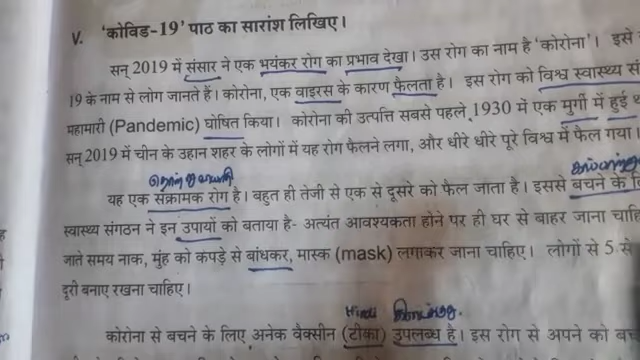 V. 'कोविड-19' पाठ का सारांश लिखिए।
सन् 2019 में संसार ने एक भयंकर रोग का प्रभाव देखा। उस रोग का नाम है 'कोरोना'। इसे
19 के नाम से लोग जानते हैं। कोरोना, एक वाइरस के कारण फैलता है। इस रोग को विश्व स्वास्थ्य
महामारी (Pandemic) घोषित किया। कोरोना की उत्पत्ति सबसे पहले 1930 में एक मुर्गी में हुई
सन् 2019 में चीन के उहान शहर के लोगों में यह रोग फैलने लगा, और धीरे धीरे पूरे विश्व में फैल गया।
यह एक संक्रामक रोग है। बहुत ही तेजी से एक से दूसरे को फैल जाता है। इससे बचने के
स्वास्थ्य संगठन ने इन उपायों को बताया है- अत्यंत आवश्यकता होने पर ही घर से बाहर जाना
जाते समय नाक, मुंह को कपड़े से बांधकर, मास्क (mask) लगाकर जाना चाहिए। लोगों से 5
दूरी बनाए रखना चाहिए।
Hindi
कोरोना से बचने के लिए अनेक वैक्सीन (टीका) उपलब्ध है। इस रोग से अपने को